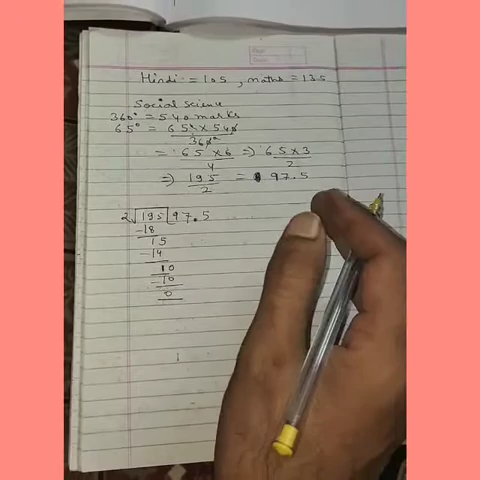 Hindi = 105, maths = 135
Social science
360° = 540 marks
65° = 65° × 540 / 360°
= 65 × 6 / 4 ⇒ 65 × 3 / 2
⇒ 195 / 2 = 97.5
2 √195 97.5
-18
15
-14
10
-10
0